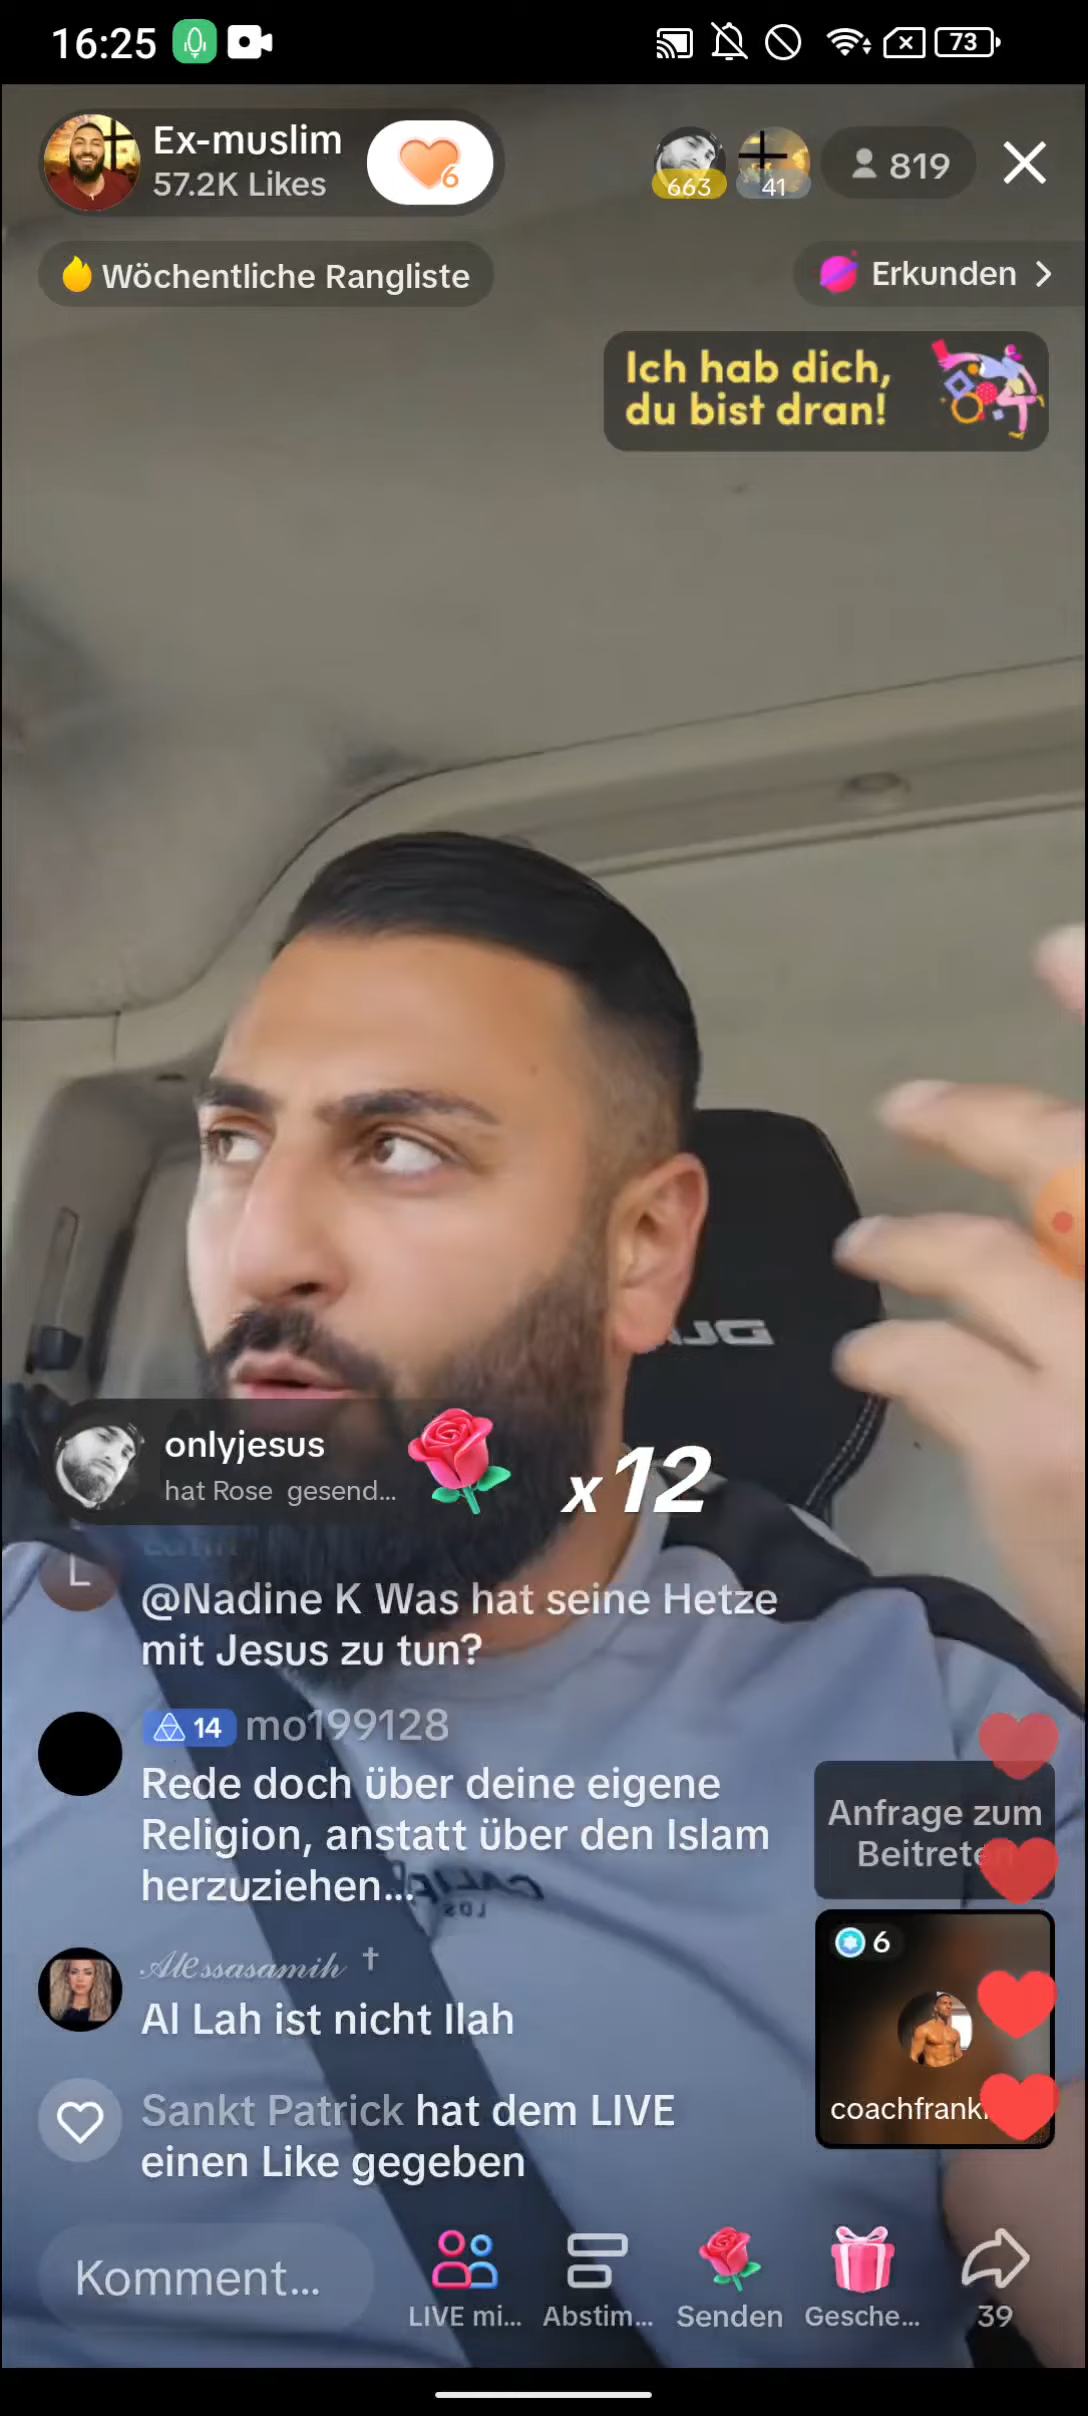 16:25
73
Ex-muslim
57.2K Likes
6
663
41
819
Wöchentliche Rangliste
Erkunden
Ich hab dich,
du bist dran!
onlyjesus
hat Rose gesend...
x12
L
@Nadine K Was hat seine Hetze
mit Jesus zu tun?
14 mo199128
Rede doch über deine eigene
Religion, anstatt über den Islam
herzuziehen...
Anfrage zum
Beitreten
Alessasamih †
Al Lah ist nicht Ilah
6
Sankt Patrick hat dem LIVE
einen Like gegeben
Komment...
LIVE mi...
Abstim...
Senden
Gesche...
39